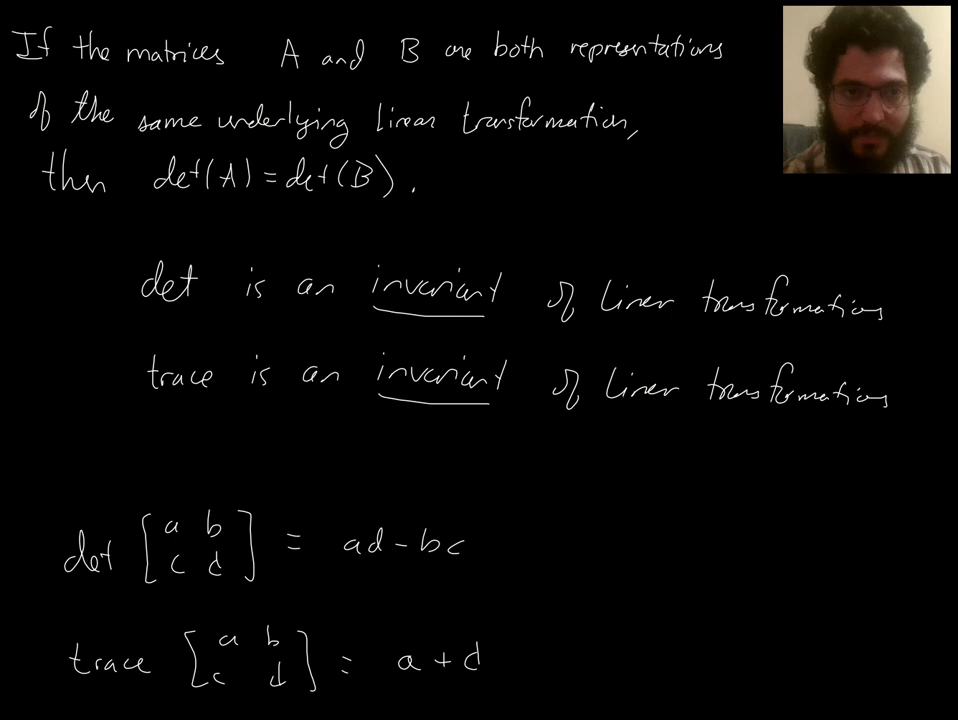 If the matrices A and B are both representations
of the same underlying linear transformation,
then det(A) = det(B).
det is an invariant of linear transformations
trace is an invariant of linear transformations
det [a b
c d] = ad - bc
trace [a b
c d] = a + d